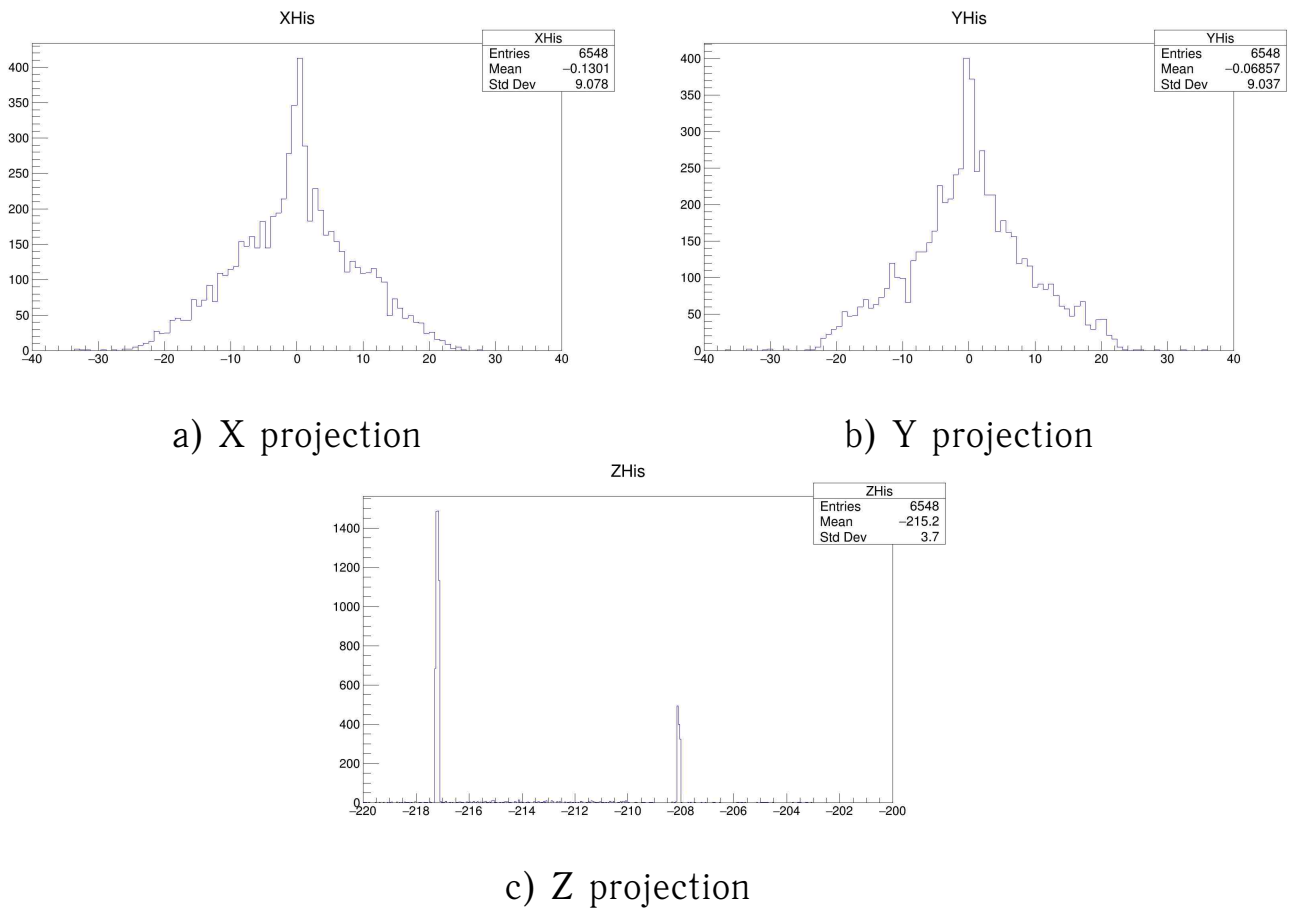 XHis
XHis
Entries 6548
Mean −0.1301
Std Dev 9.078
400
350
300
250
200
150
100
50
0
−40 −30 −20 −10 0 10 20 30 40
a) X projection
YHis
YHis
Entries 6548
Mean −0.06857
Std Dev 9.037
400
350
300
250
200
150
100
50
0
−40 −30 −20 −10 0 10 20 30 40
b) Y projection
ZHis
ZHis
Entries 6548
Mean −215.2
Std Dev 3.7
1400
1200
1000
800
600
400
200
0
−220 −218 −216 −214 −212 −210 −208 −206 −204 −202 −200
c) Z projection